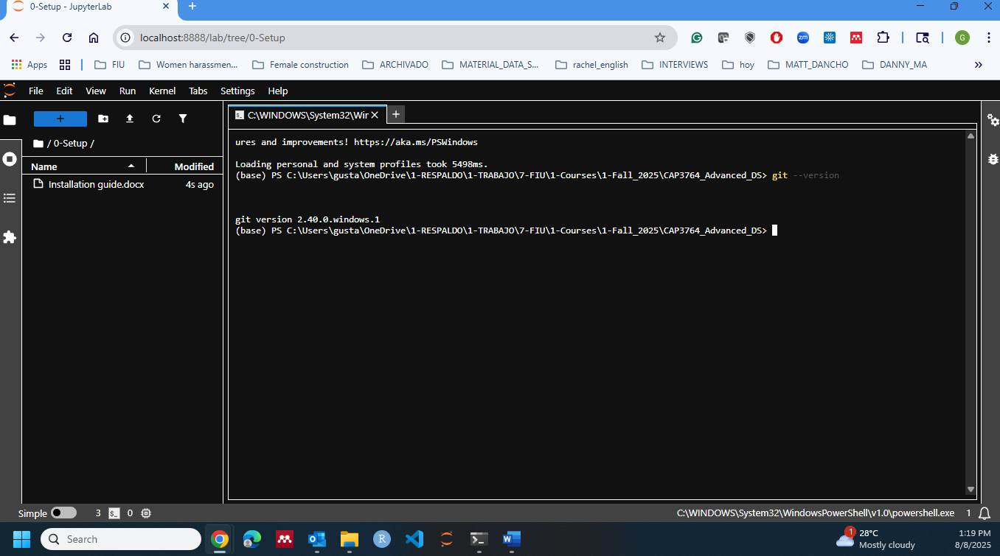 0-Setup - JupyterLab
localhost:8888/lab/tree/0-Setup
zm
G
Apps
FIU
Women harassmen...
Female construction
ARCHIVADO
MATERIAL_DATA_S...
rachel_english
INTERVIEWS
hoy
MATT_DANCHO
DANNY_MA
File Edit View Run Kernel Tabs Settings Help
/ 0-Setup /
Name Modified
Installation guide.docx 4s ago
C:\WINDOWS\System32\Wir
ures and improvements! https://aka.ms/PSWindows
Loading personal and system profiles took 5498ms.
(base) PS C:\Users\gusta\OneDrive\1-RESPALDO\1-TRABAJO\7-FIU\1-Courses\1-Fall_2025\CAP3764_Advanced_DS> git --version
git version 2.40.0.windows.1
(base) PS C:\Users\gusta\OneDrive\1-RESPALDO\1-TRABAJO\7-FIU\1-Courses\1-Fall_2025\CAP3764_Advanced_DS>
Simple 3 0
C:\WINDOWS\System32\WindowsPowerShell\v1.0\powershell.exe 1
Search
1
28°C
Mostly cloudy
1:19 PM
8/8/2025